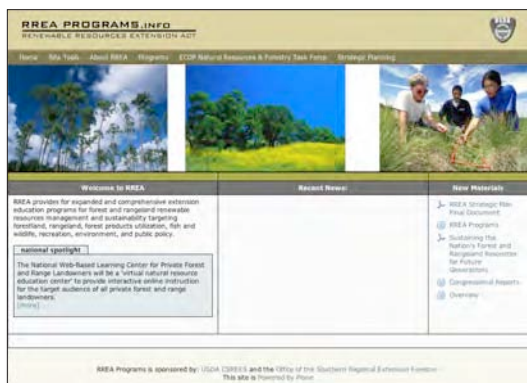 RREA PROGRAMS.INFO
RENEWABLE RESOURCES EXTENSION ACT
Home Site Tools About RREA Programs ECOP Natural Resources & Forestry Task Force Strategic Planning
Welcome to RREA
RREA provides for expanded and comprehensive extension
education programs for forest and rangeland renewable
resources management and sustainability targeting
forestland, rangeland, forest products utilization, fish and
wildlife, recreation, environment, and public policy.
national spotlight
The National Web-Based Learning Center for Private Forest
and Range Landowners will be a 'virtual natural resource
education center' to provide interactive online instruction
for the target audience of all private forest and range
landowners.
[more]
Recent News:
New Materials
RREA Strategic Plan
Final Document
RREA Programs
Sustaining the
Nation's Forest and
Rangeland Resources
for Future
Generations
Congressional Reports
Overview
RREA Programs is sponsored by: USDA CSREES and the Office of the Southern Regional Extension Forester
This site is Powered by Plone